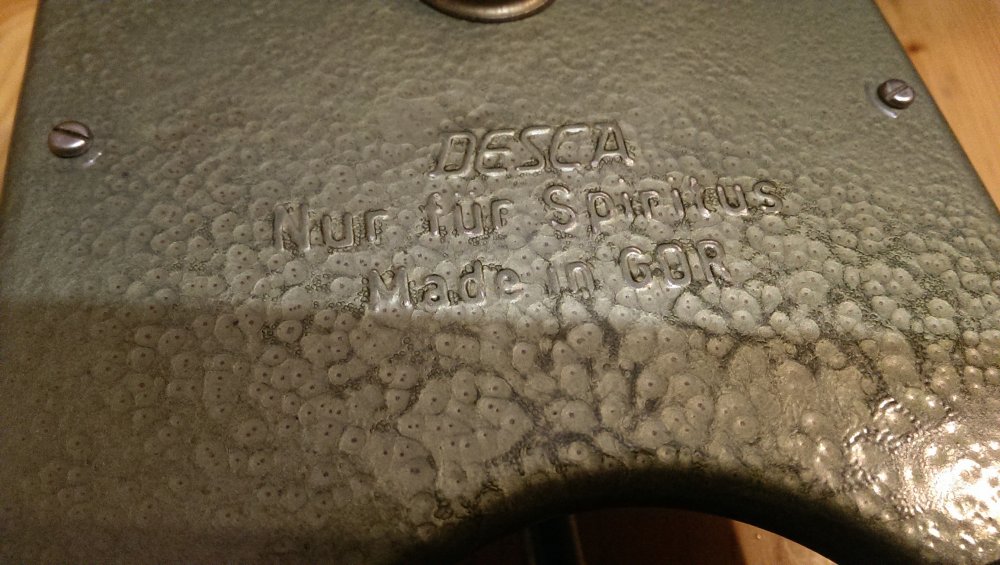 DESCA
Nur für Spiritus
Made in GDR